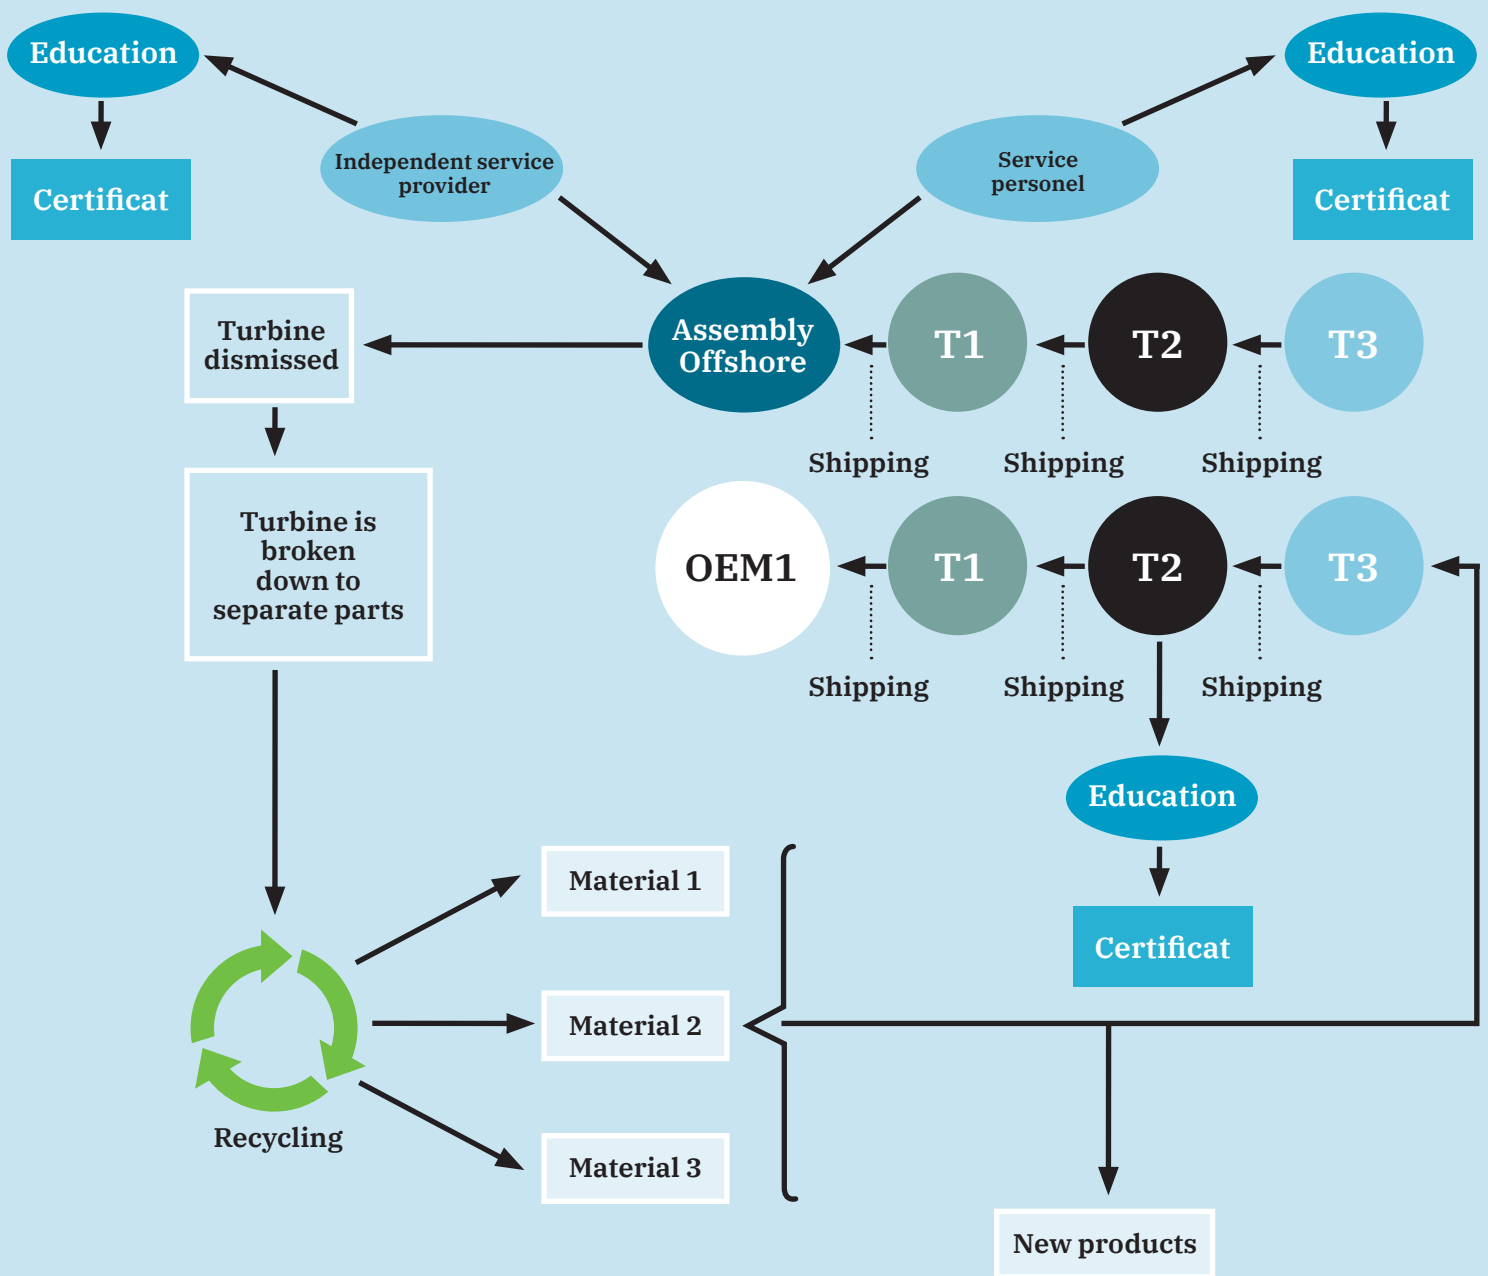 Education
Education
Independent service
provider
Service
personel
Certificat
Certificat
Turbine
dismissed
Assembly
Offshore
T1
T2
T3
Shipping
Shipping
Shipping
Turbine is
broken
down to
separate parts
OEM1
T1
T2
T3
Shipping
Shipping
Shipping
Education
Material 1
Certificat
Material 2
Recycling
Material 3
New products